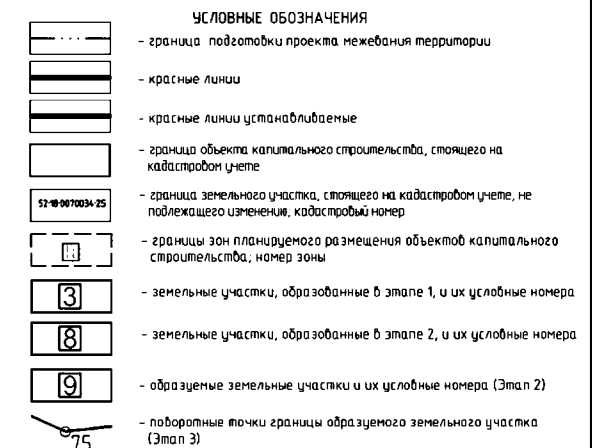 УСЛОВНЫЕ ОБОЗНАЧЕНИЯ
- граница подготовки проекта межевания территории
- красные линии
- красные линии устанавливаемые
- граница объекта капитального строительства, стоящего на
кадастровом учете
52-18-0070034-25
- граница земельного участка, стоящего на кадастровом учете, не
подлежащего изменению; кадастровый номер
- границы зон планируемого размещения объектов капитального
строительства; номер зоны
3
- земельные участки, образованные в этапе 1, и их условные номера
8
- земельные участки, образованные в этапе 2, и их условные номера
9
- образуемые земельные участки и их условные номера (Этап 2)
75
- поворотные точки границы образуемого земельного участка
(Этап 3)